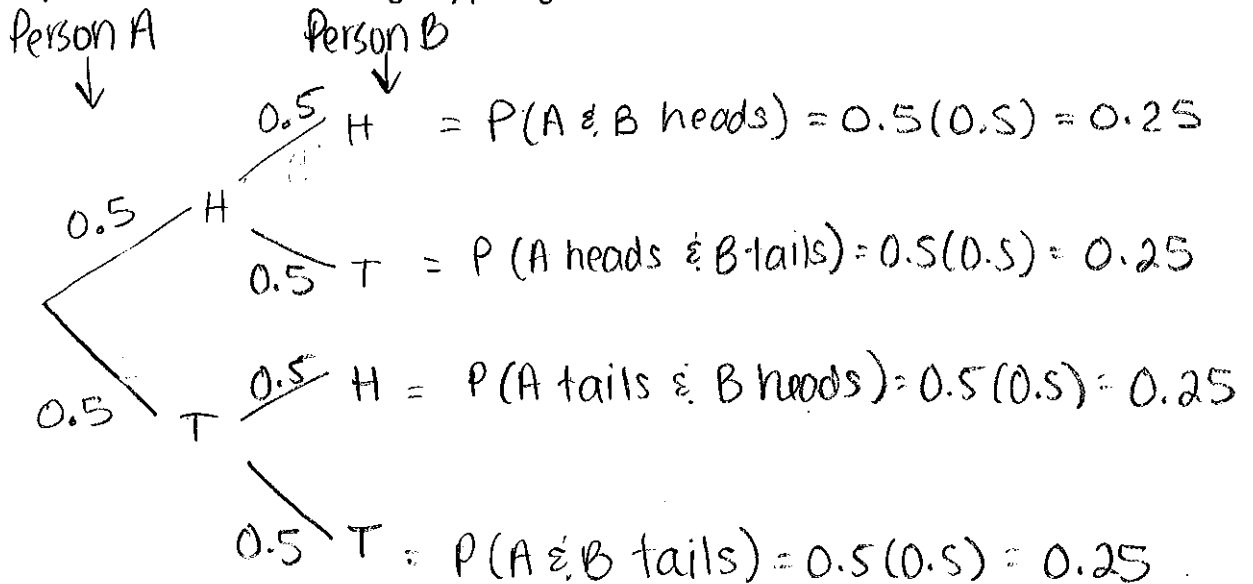 Person A Person B
0.5 H = P(A & B heads) = 0.5(0.5) = 0.25
0.5 H
0.5 T = P(A heads & B tails) = 0.5(0.5) = 0.25
0.5 H = P(A tails & B heads) = 0.5(0.5) = 0.25
0.5 T
0.5 T = P(A & B tails) = 0.5(0.5) = 0.25